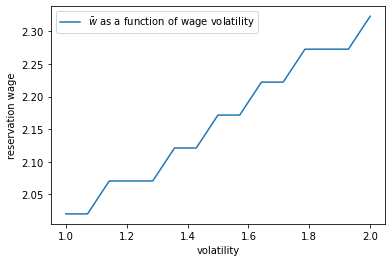 w̄ as a function of wage volatility
reservation wage
2.30
2.25
2.20
2.15
2.10
2.05
1.0 1.2 1.4 1.6 1.8 2.0
volatility